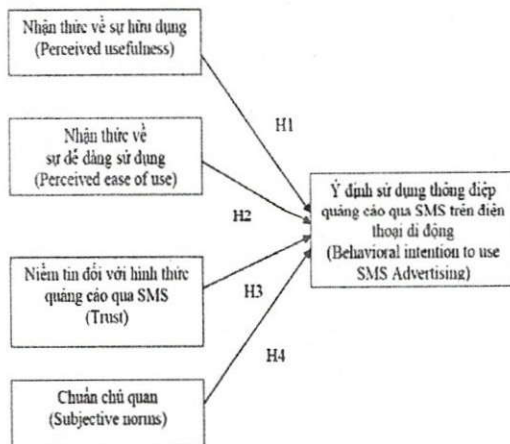 Nhận thức về sự hữu dụng
(Perceived usefulness)
H1
Nhận thức về
sự dễ dàng sử dụng
(Perceived ease of use)
H2
Ý định sử dụng thông điệp
quảng cáo qua SMS trên điện
thoại di động
(Behavioral intention to use
SMS Advertising)
Niềm tin đối với hình thức
quảng cáo qua SMS
(Trust)
H3
H4
Chuẩn chủ quan
(Subjective norms)